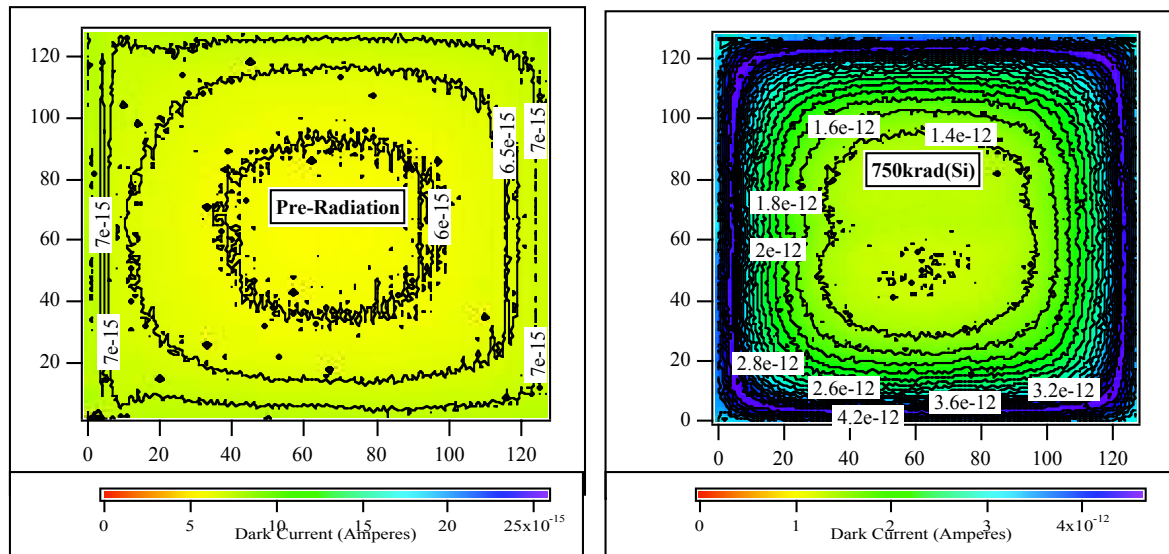 120
100
80
60
40
20
0 20 40 60 80 100 120
7e-15
7e-15
Pre-Radiation
6e-15
6.5e-15
7e-15
7e-15
0 5 10 15 20 25x10-15
Dark Current (Amperes)
120
100
80
60
40
20
0
0 20 40 60 80 100 120
1.6e-12
1.4e-12
750krad(Si)
1.8e-12
2e-12
2.8e-12
2.6e-12
3.2e-12
3.6e-12
4.2e-12
0 1 2 3 4x10-12
Dark Current (Amperes)